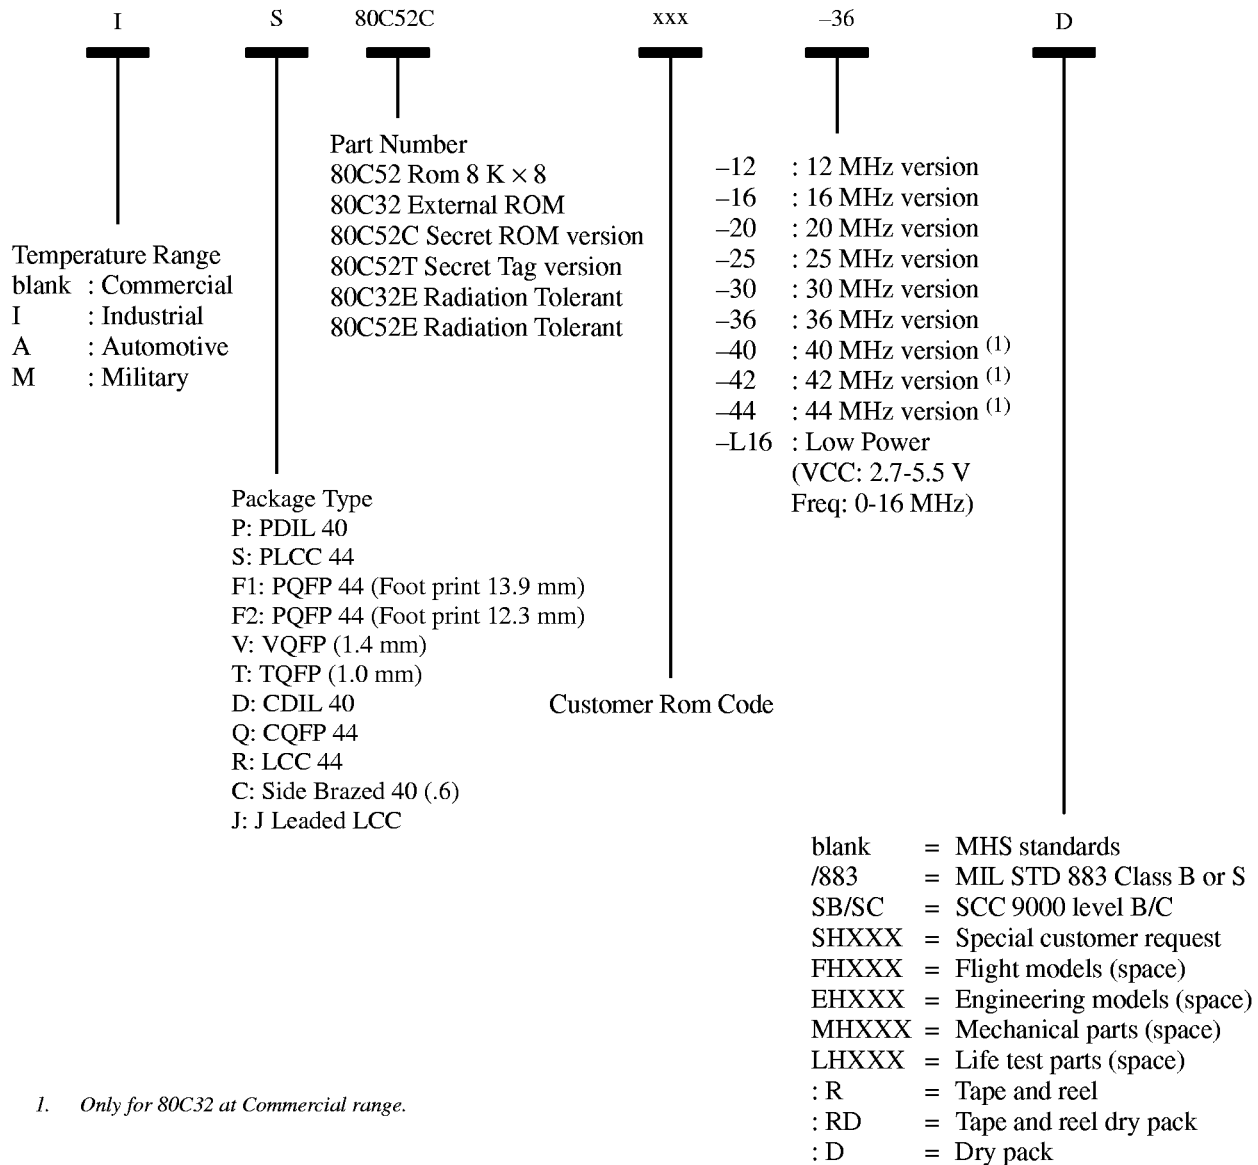 I S 80C52C xxx –36 D
Part Number
80C52 Rom 8 K × 8
80C32 External ROM
80C52C Secret ROM version
80C52T Secret Tag version
80C32E Radiation Tolerant
80C52E Radiation Tolerant
–12 : 12 MHz version
–16 : 16 MHz version
–20 : 20 MHz version
–25 : 25 MHz version
–30 : 30 MHz version
–36 : 36 MHz version
–40 : 40 MHz version (1)
–42 : 42 MHz version (1)
–44 : 44 MHz version (1)
–L16 : Low Power
(VCC: 2.7-5.5 V
Freq: 0-16 MHz)
Temperature Range
blank : Commercial
I : Industrial
A : Automotive
M : Military
Package Type
P: PDIL 40
S: PLCC 44
F1: PQFP 44 (Foot print 13.9 mm)
F2: PQFP 44 (Foot print 12.3 mm)
V: VQFP (1.4 mm)
T: TQFP (1.0 mm)
D: CDIL 40
Q: CQFP 44
R: LCC 44
C: Side Brazed 40 (.6)
J: J Leaded LCC
Customer Rom Code
blank = MHS standards
/883 = MIL STD 883 Class B or S
SB/SC = SCC 9000 level B/C
SHXXX = Special customer request
FHXXX = Flight models (space)
EHXXX = Engineering models (space)
MHXXX = Mechanical parts (space)
LHXXX = Life test parts (space)
: R = Tape and reel
: RD = Tape and reel dry pack
: D = Dry pack
1. Only for 80C32 at Commercial range.